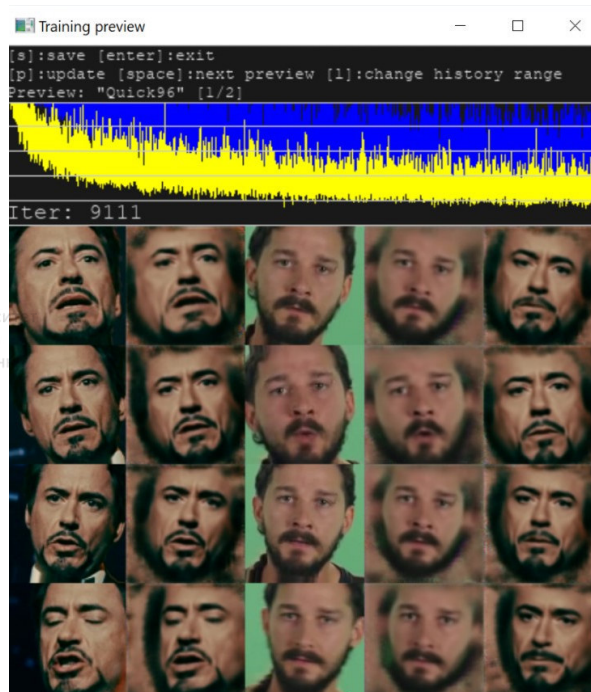 Training preview
[s]:save [enter]:exit
[p]:update [space]:next preview [l]:change history range
Preview: "Quick96" [1/2]
Iter: 9111